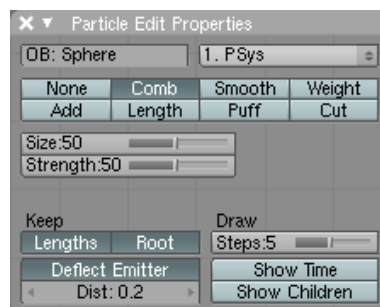 Particle Edit Properties
OB: Sphere 1. PSys
None Comb Smooth Weight
Add Length Puff Cut
Size:50
Strength:50
Keep Draw
Lengths Root Steps:5
Deflect Emitter Show Time
Dist: 0.2 Show Children